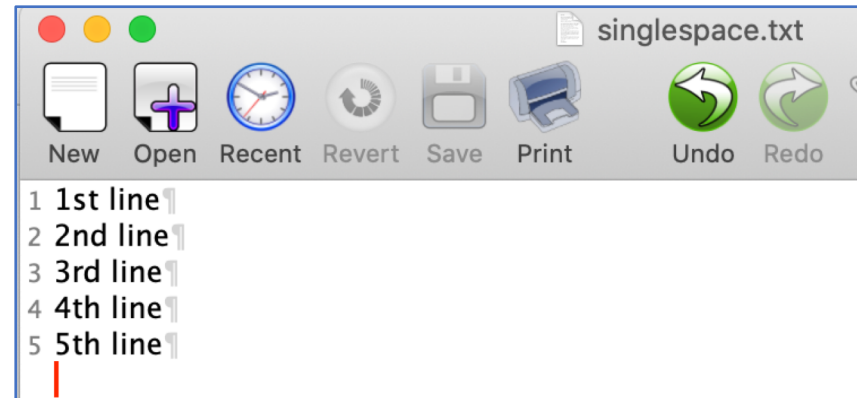 singlespace.txt
New Open Recent Revert Save Print Undo Redo
1 1st line¶
2 2nd line¶
3 3rd line¶
4 4th line¶
5 5th line¶